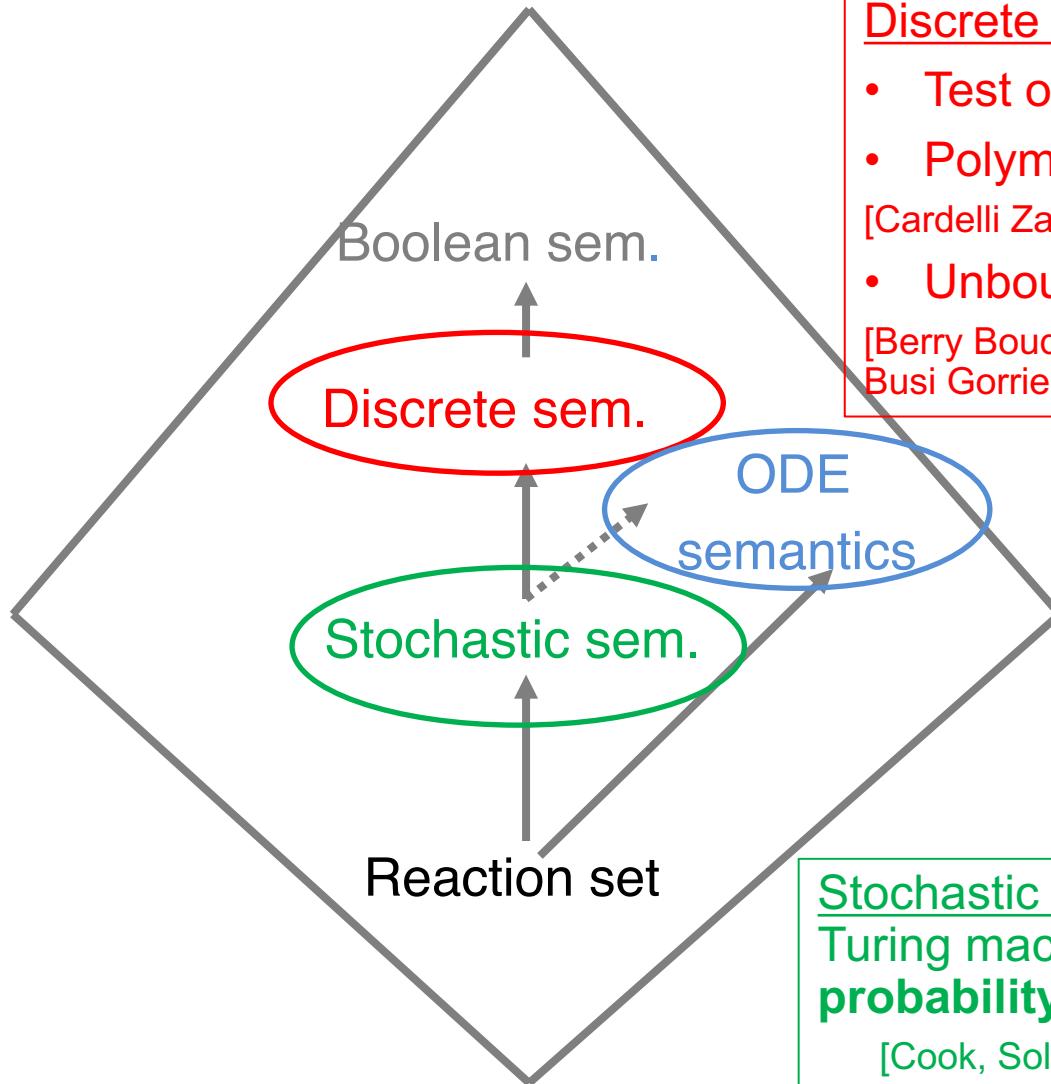 Discrete
• Test o
• Polym
[Cardelli Za
• Unbou
[Berry Boud
Busi Gorrie
Boolean sem.
Discrete sem.
ODE
semantics
Stochastic sem.
Reaction set
Stochastic
Turing mac
probability
[Cook, Sol